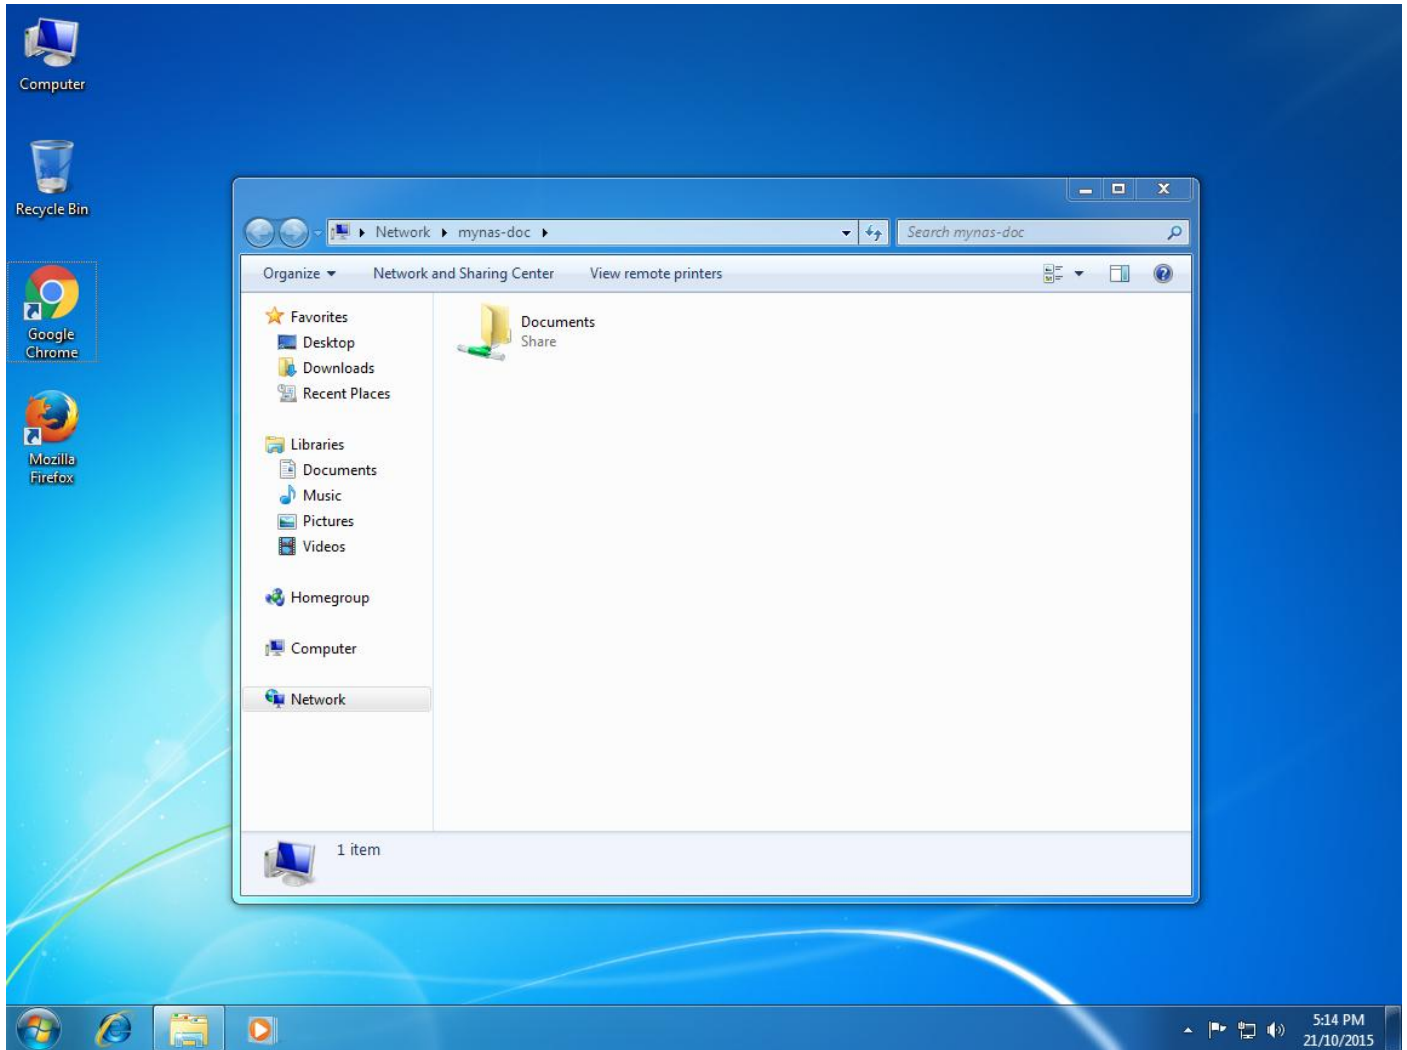 Computer
Recycle Bin
Google
Chrome
Mozilla
Firefox
Network mynas-doc
Search mynas-doc
Organize Network and Sharing Center View remote printers
Favorites
Desktop
Downloads
Recent Places
Libraries
Documents
Music
Pictures
Videos
Homegroup
Computer
Network
Documents
Share
1 item
5:14 PM
21/10/2015